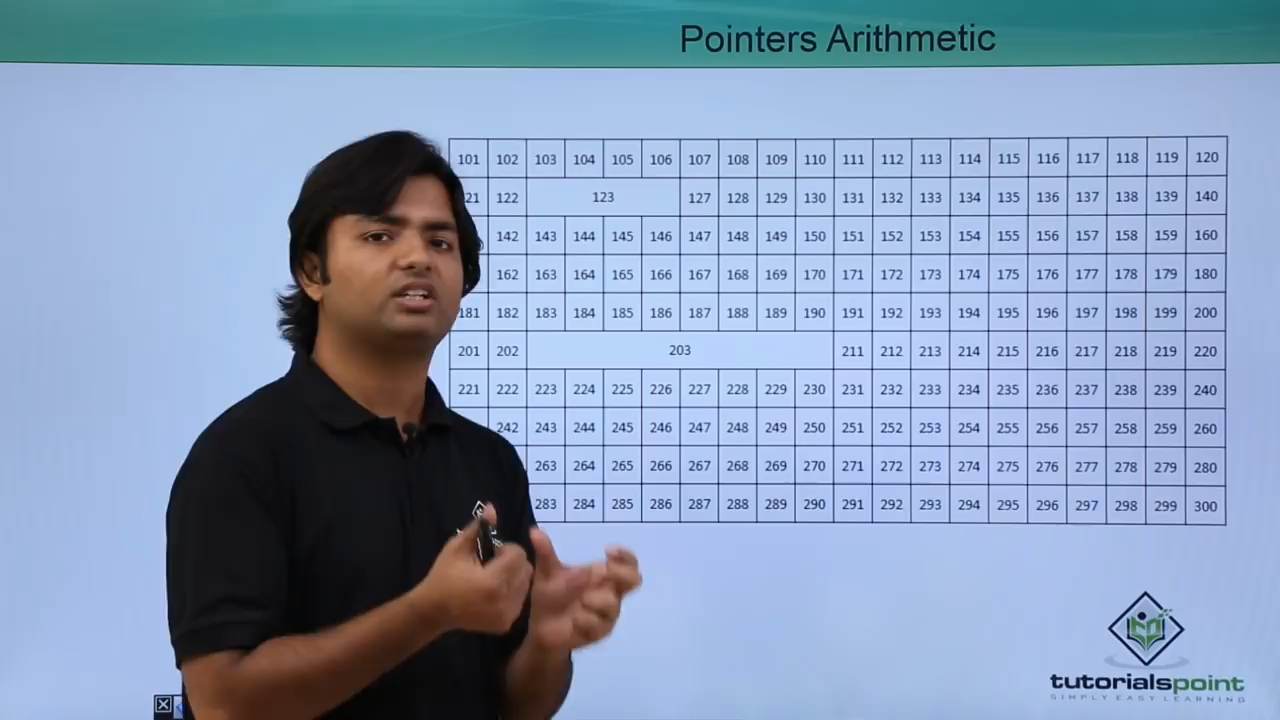 Pointers Arithmetic
101 102 103 104 105 106 107 108 109 110 111 112 113 114 115 116 117 118 119 120
21 122 123 127 128 129 130 131 132 133 134 135 136 137 138 139 140
142 143 144 145 146 147 148 149 150 151 152 153 154 155 156 157 158 159 160
162 163 164 165 166 167 168 169 170 171 172 173 174 175 176 177 178 179 180
181 182 183 184 185 186 187 188 189 190 191 192 193 194 195 196 197 198 199 200
201 202 203 211 212 213 214 215 216 217 218 219 220
221 222 223 224 225 226 227 228 229 230 231 232 233 234 235 236 237 238 239 240
242 243 244 245 246 247 248 249 250 251 252 253 254 255 256 257 258 259 260
263 264 265 266 267 268 269 270 271 272 273 274 275 276 277 278 279 280
283 284 285 286 287 288 289 290 291 292 293 294 295 296 297 298 299 300
tutorialspoint
SIMPLY EASY LEARNING